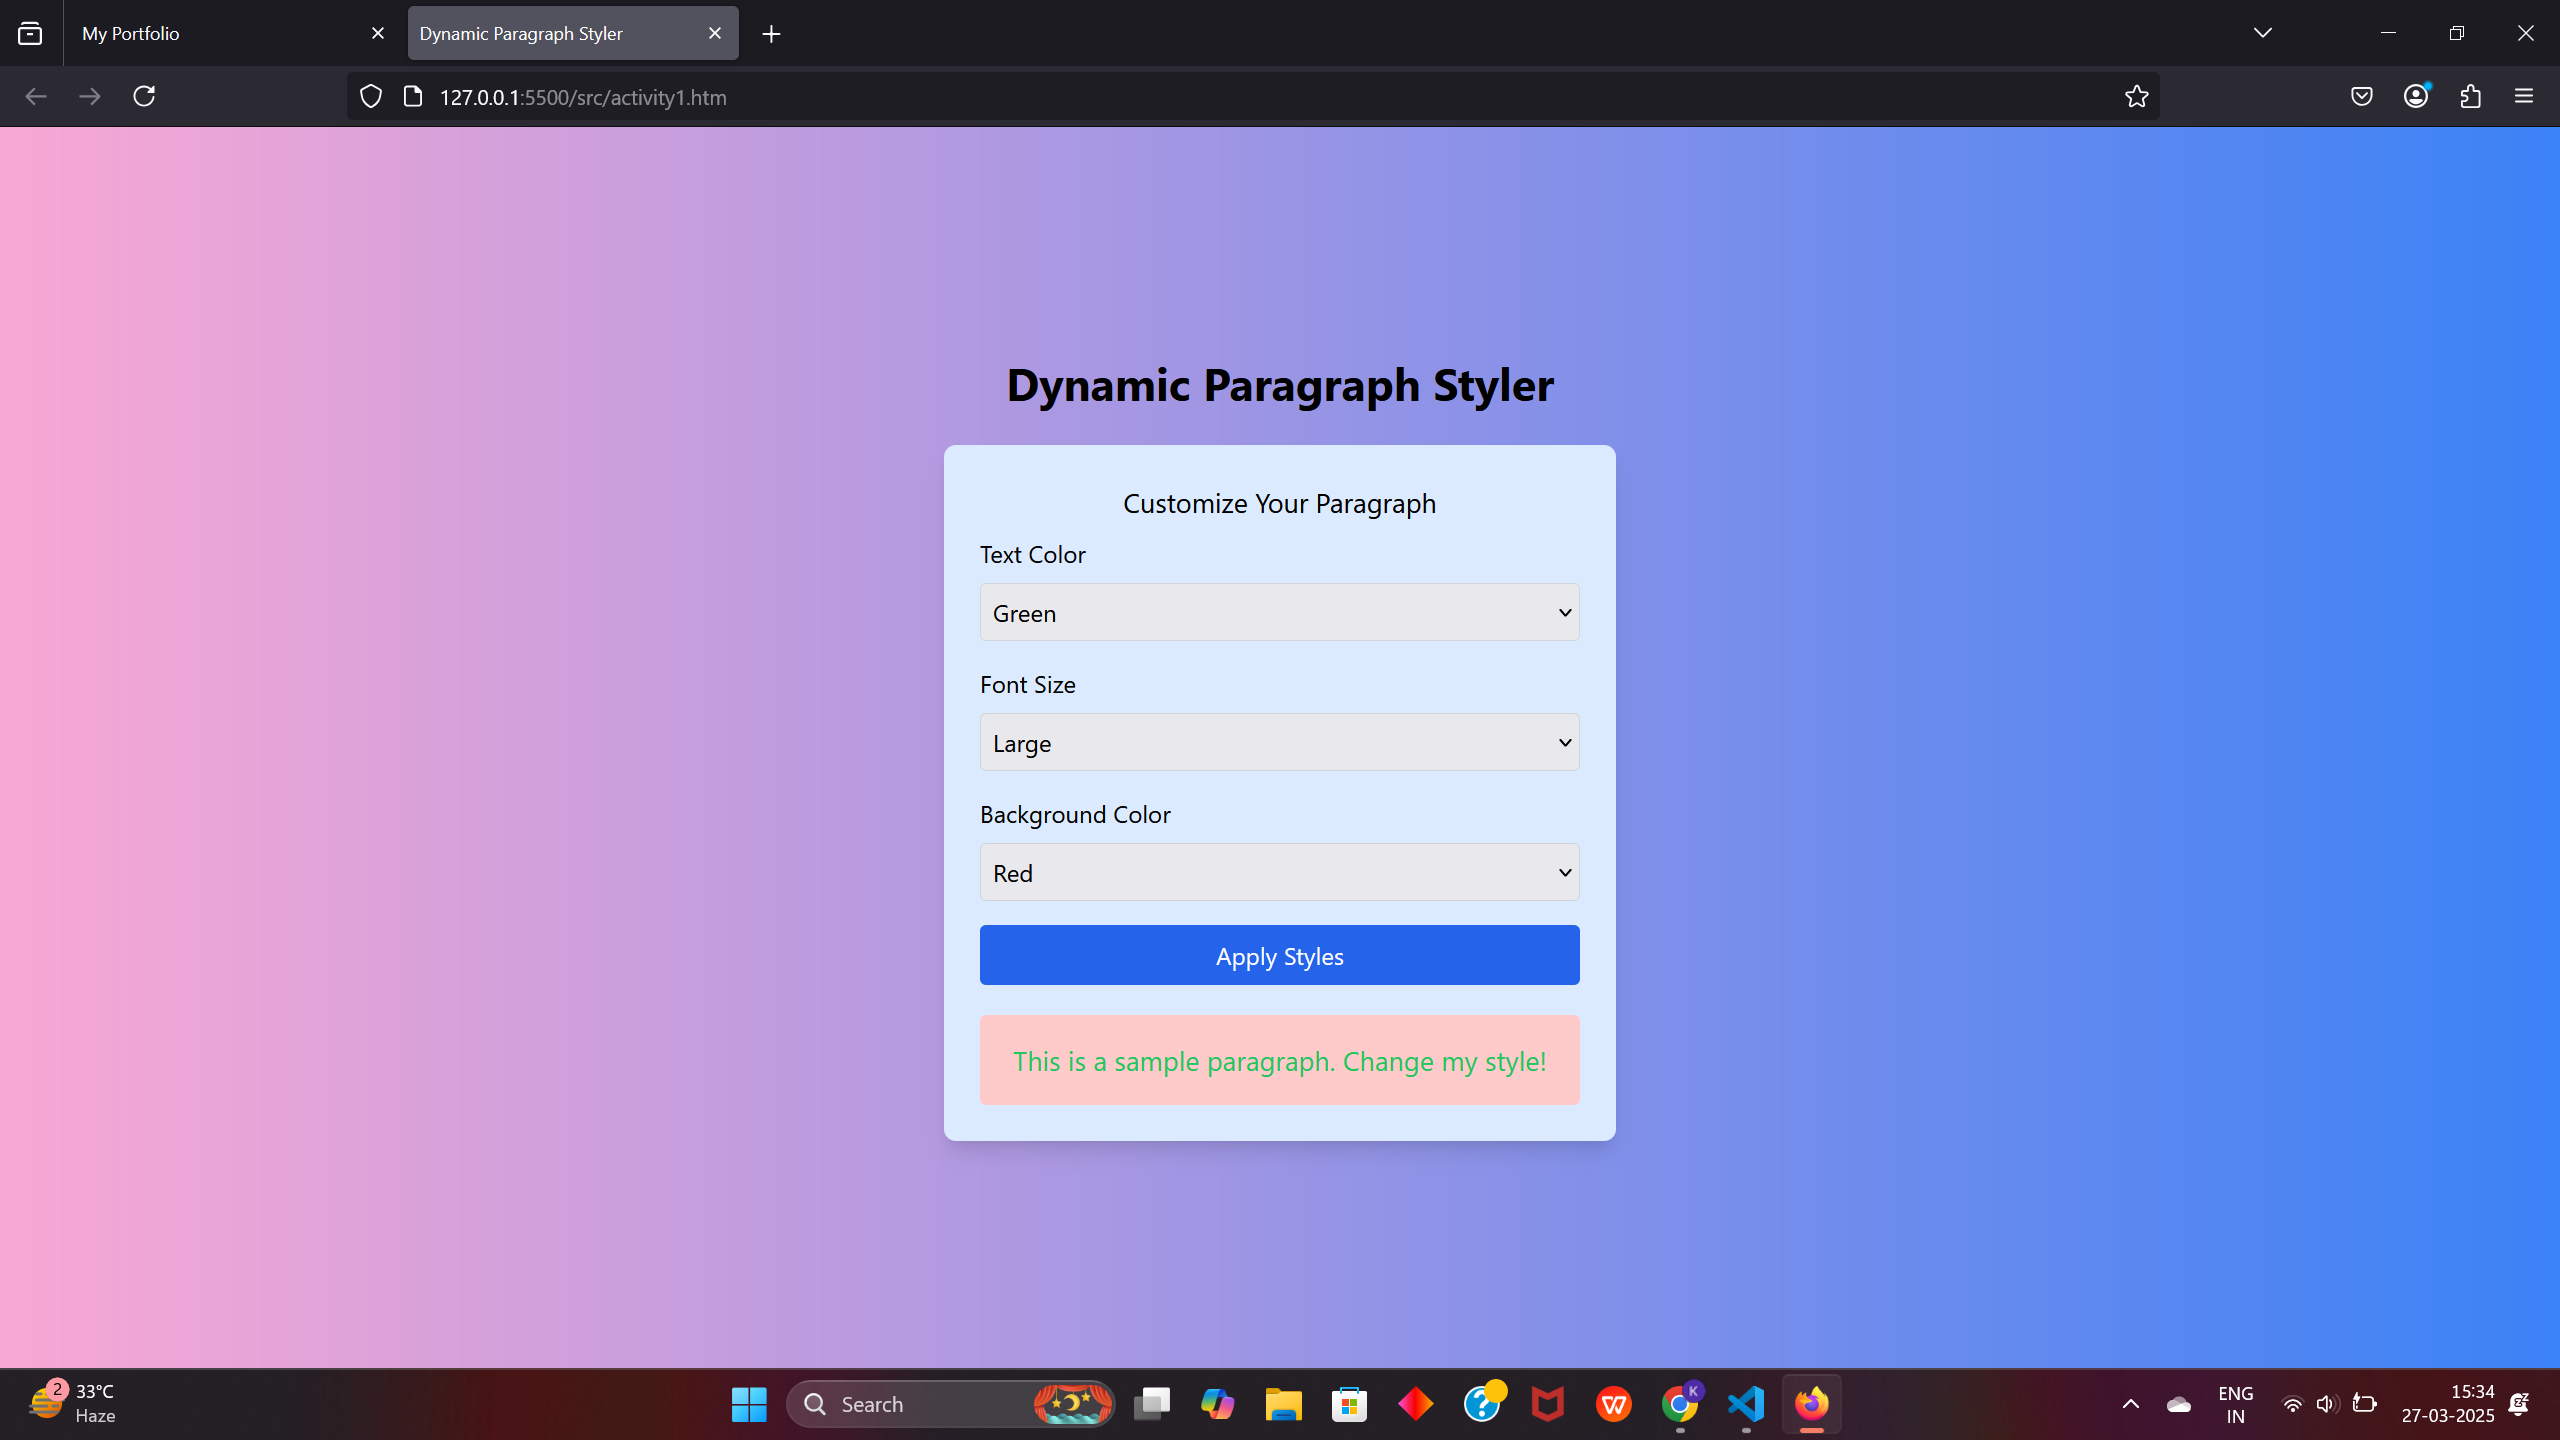 My Portfolio
Dynamic Paragraph Styler
127.0.0.1:5500/src/activity1.htm
Dynamic Paragraph Styler
Customize Your Paragraph
Text Color
Green
Font Size
Large
Background Color
Red
Apply Styles
This is a sample paragraph. Change my style!
2
33°C
Haze
Search
K
ENG
IN
15:34
27-03-2025